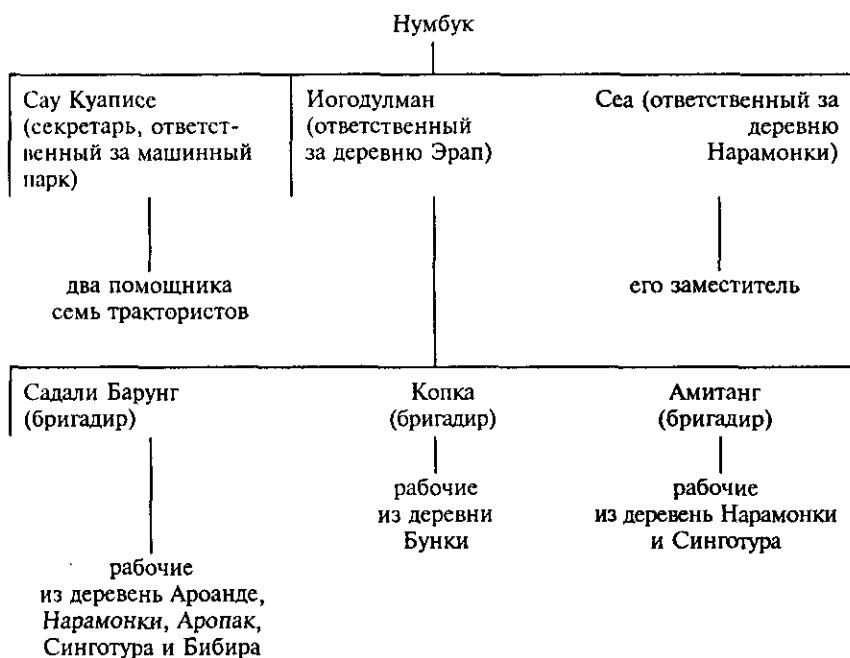 Нумбук
Сау Куаписе
(секретарь, ответст-
венный за машинный
парк)
Иогодулман
(ответственный
за деревню Эрап)
Сеа (ответственный за
деревню
Нарамонки)
два помощника
семь трактористов
его заместитель
Садали Барунг
(бригадир)
Копка
(бригадир)
Амитанг
(бригадир)
рабочие
из деревень Ароанде,
Нарамонки, Аропак,
Синготура и Бибира
рабочие
из деревни
Бунки
рабочие
из деревень Нарамонки
и Синготура